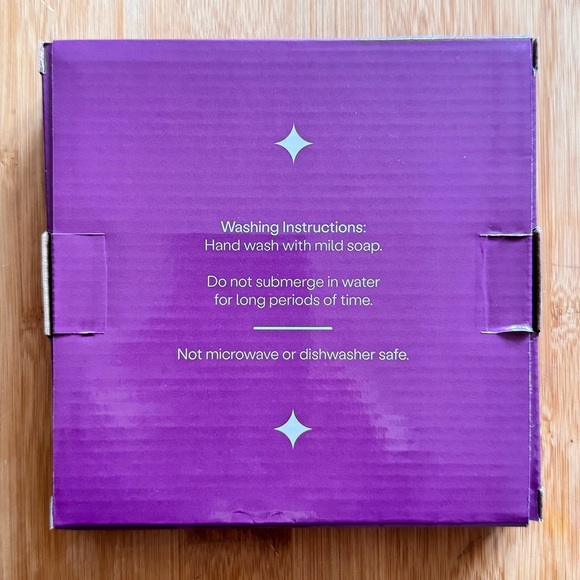 Washing Instructions:
Hand wash with mild soap.
Do not submerge in water
for long periods of time.
Not microwave or dishwasher safe.